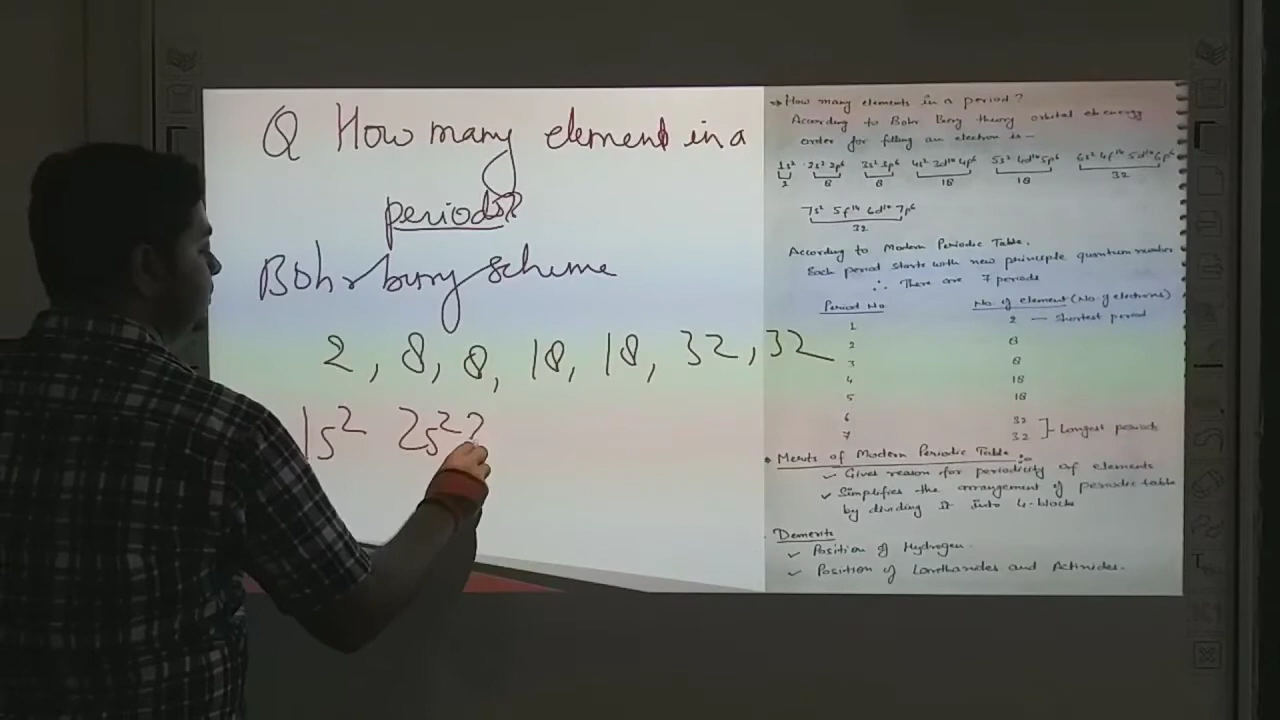 Q How many element in a
periods?
Bohr bury scheme
2, 8, 8, 18, 18, 32, 32
1s² 2s² 2
→ How many elements in a period?
According to Bohr Bury theory orbital energy
order for filling an electron is -
1s² 2s² 2p⁶ 3s² 3p⁶ 4s² 3d¹⁰ 4p⁶ 5s² 4d¹⁰ 5p⁶ 6s² 4f¹⁴ 5d¹⁰ 6p⁶
2 8 8 18 18 32
7s² 5f¹⁴ 6d¹⁰ 7p⁶
32
According to Modern Periodic Table.
Each period starts with new principle quantum number
∴ There are 7 periods
Period No No. of element (No of electrons)
1 2 — Shortest period
2 8
3 8
4 18
5 18
6 32
7 32 ] - Longest periods
• Merits of Modern Periodic Table :-
✓ Gives reason for periodicity of elements
✓ Simplifies the arrangement of periodic table
by dividing it into 4-blocks
Demerits
✓ Position of Hydrogen.
✓ Position of Lanthanides and Actinides.